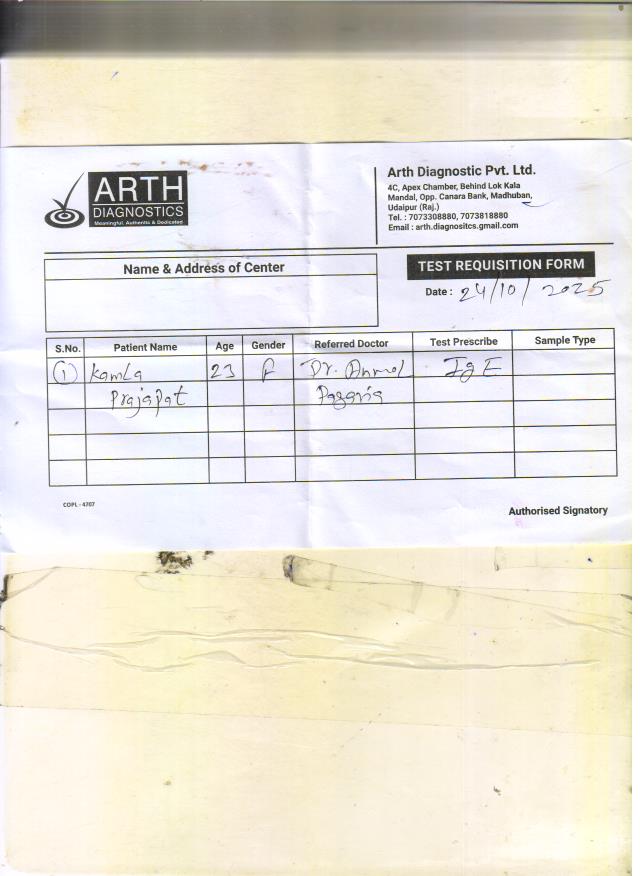 ARTH
DIAGNOSTICS
Meaningful, Authentic & Dedicated
Arth Diagnostic Pvt. Ltd.
4C, Apex Chamber, Behind Lok Kala
Mandal, Opp. Canara Bank, Madhuban,
Udaipur (Raj.)
Tel. : 7073308880, 7073818880
Email : arth.diagnositcs.gmail.com
Name & Address of Center
TEST REQUISITION FORM
Date : 24/10/2025
S.No. Patient Name Age Gender Referred Doctor Test Prescribe Sample Type
1 Kamla 23 F Dr. Anmol IgE
Prajapat
COPL - 4707
Authorised Signatory